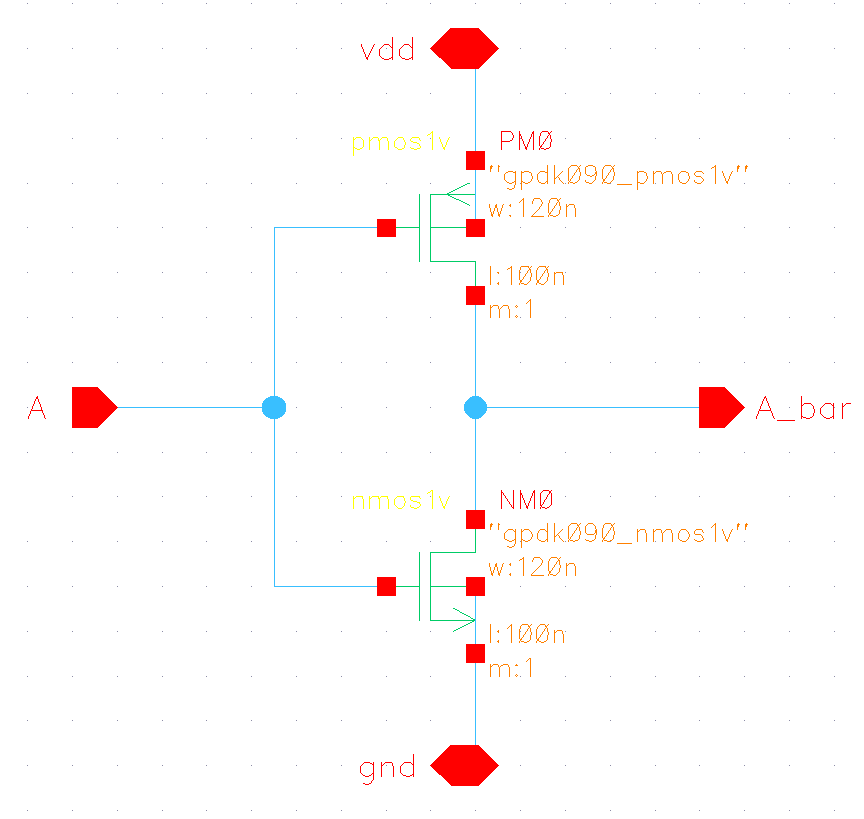 vdd
pmos1v PM0
"gpdk090_pmos1v"
w:120n
l:100n
m:1
A
A_bar
nmos1v NM0
"gpdk090_nmos1v"
w:120n
l:100n
m:1
gnd